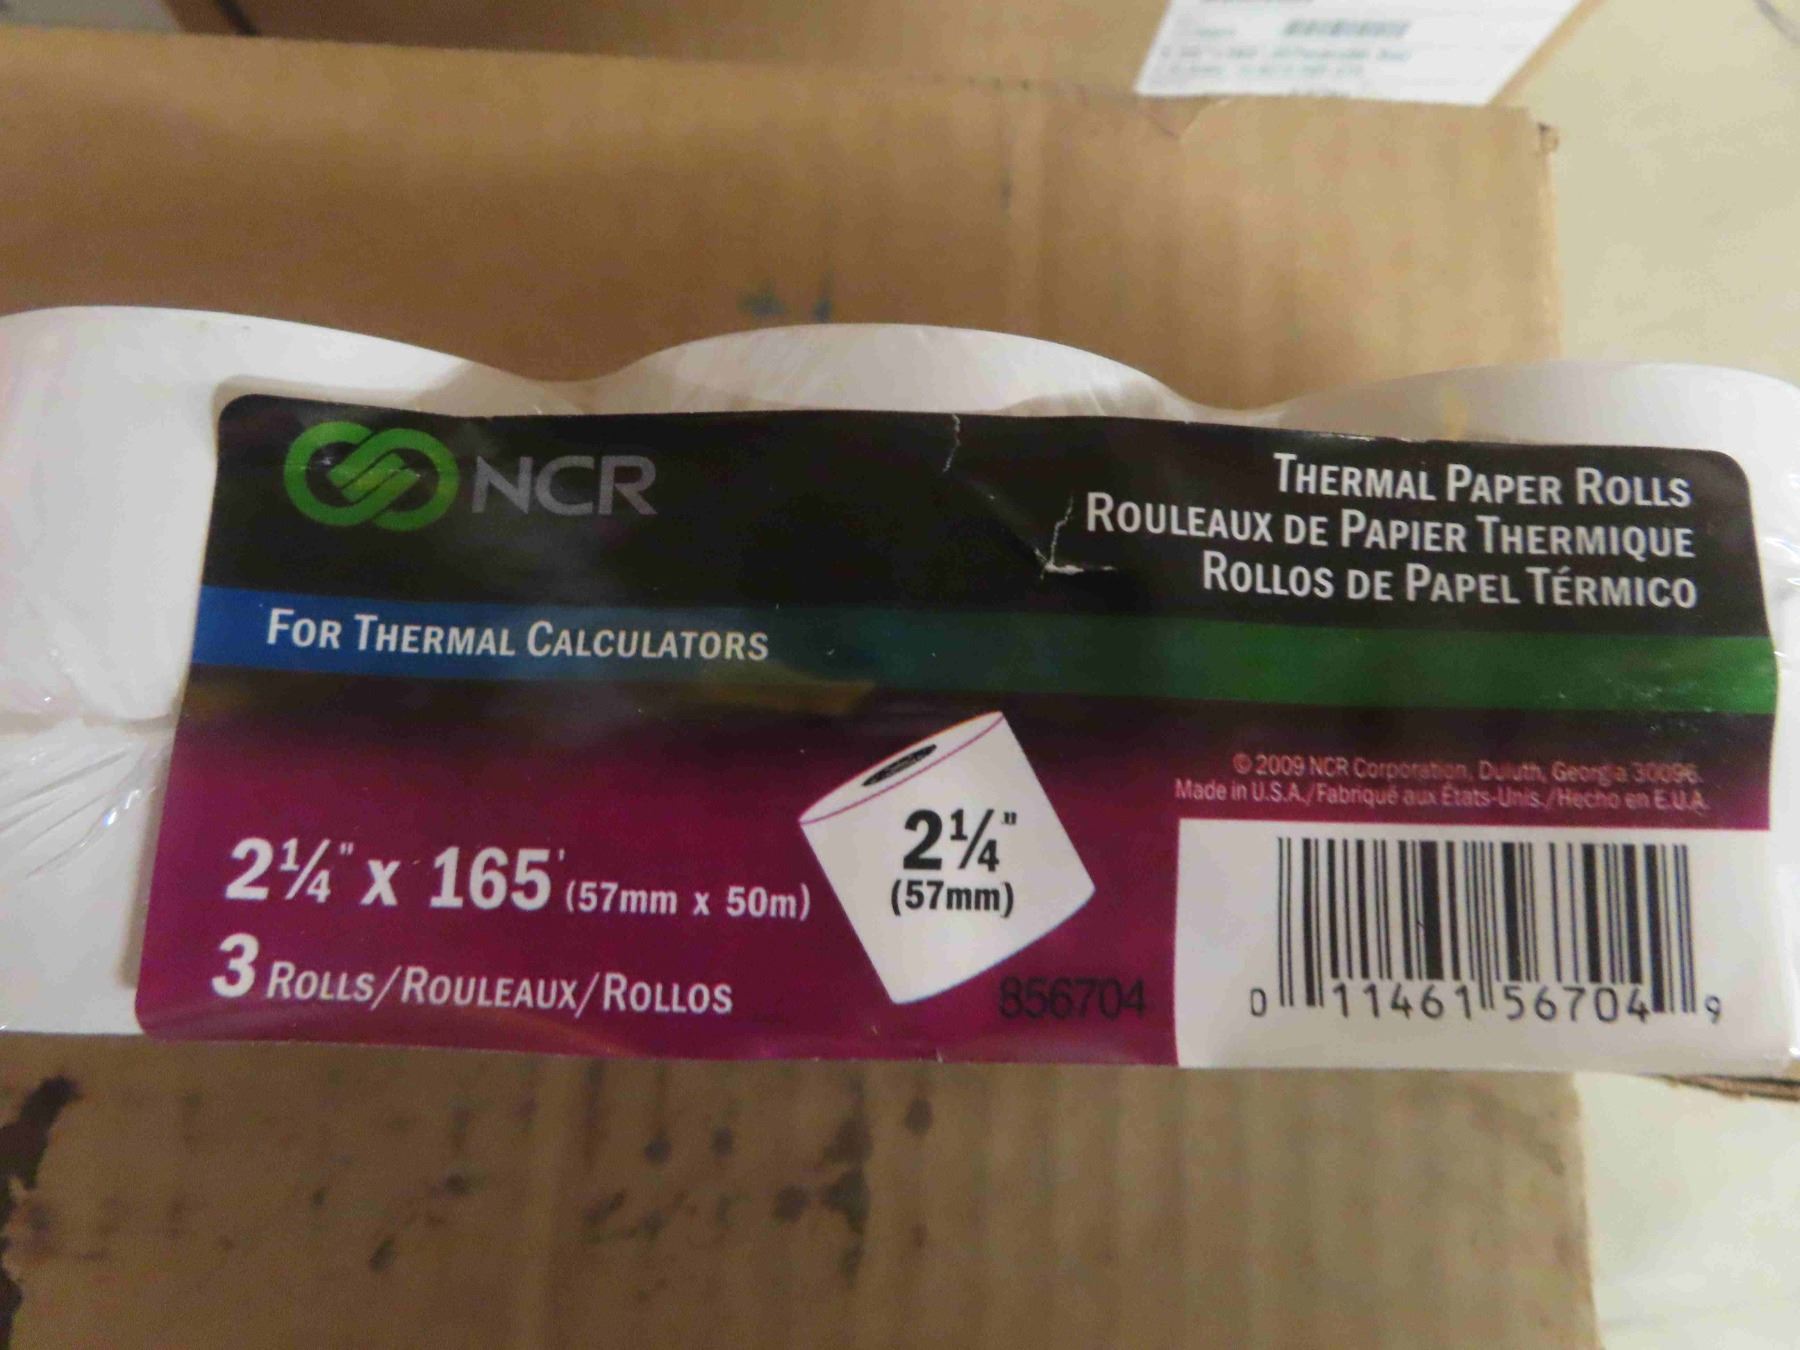 NCR
THERMAL PAPER ROLLS
ROULEAUX DE PAPIER THERMIQUE
ROLLOS DE PAPEL TÉRMICO
FOR THERMAL CALCULATORS
© 2009 NCR Corporation, Duluth, Georgia 30096.
Made in U.S.A./Fabriqué aux États-Unis./Hecho en E.U.A.
2¼" x 165' (57mm x 50m)
3 ROLLS/ROULEAUX/ROLLOS
2¼"
(57mm)
856704
0 11461 56704 9